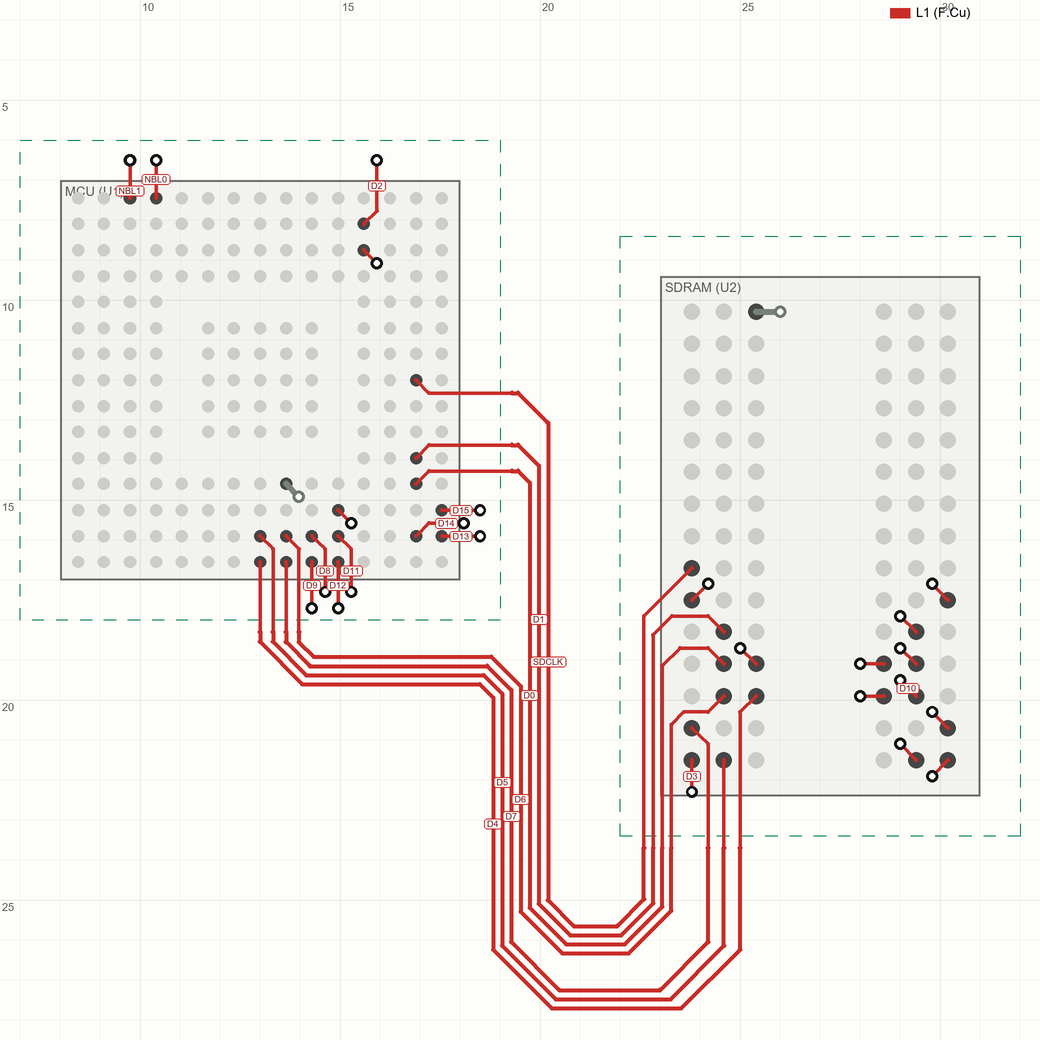 10 15 20 25 30
L1 (F.Cu)
5
10
15
20
25
MCU (U1)
NBL1
NBL0
D2
SDRAM (U2)
D15
D14
D13
D8
D11
D9
D12
D1
SDCLK
D0
D10
D3
D5
D6
D7
D4